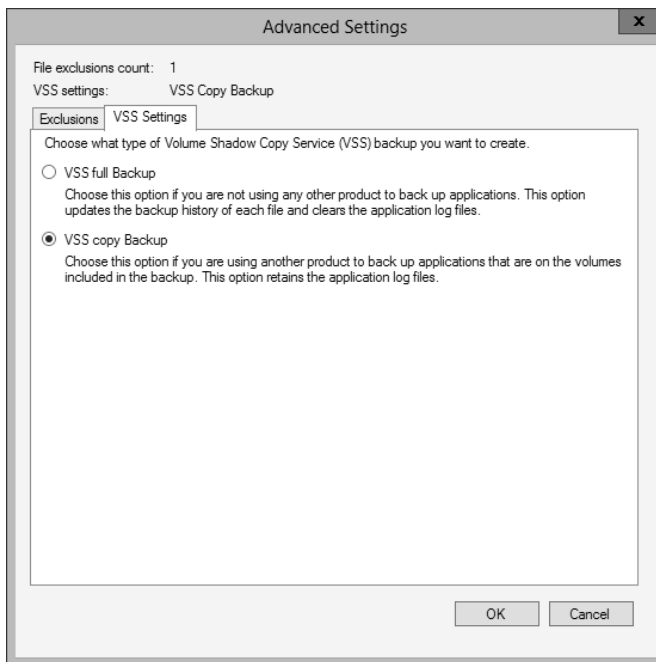 Advanced Settings
x
File exclusions count: 1
VSS settings: VSS Copy Backup
Exclusions VSS Settings
Choose what type of Volume Shadow Copy Service (VSS) backup you want to create.
VSS full Backup
Choose this option if you are not using any other product to back up applications. This option
updates the backup history of each file and clears the application log files.
VSS copy Backup
Choose this option if you are using another product to back up applications that are on the volumes
included in the backup. This option retains the application log files.
OK Cancel